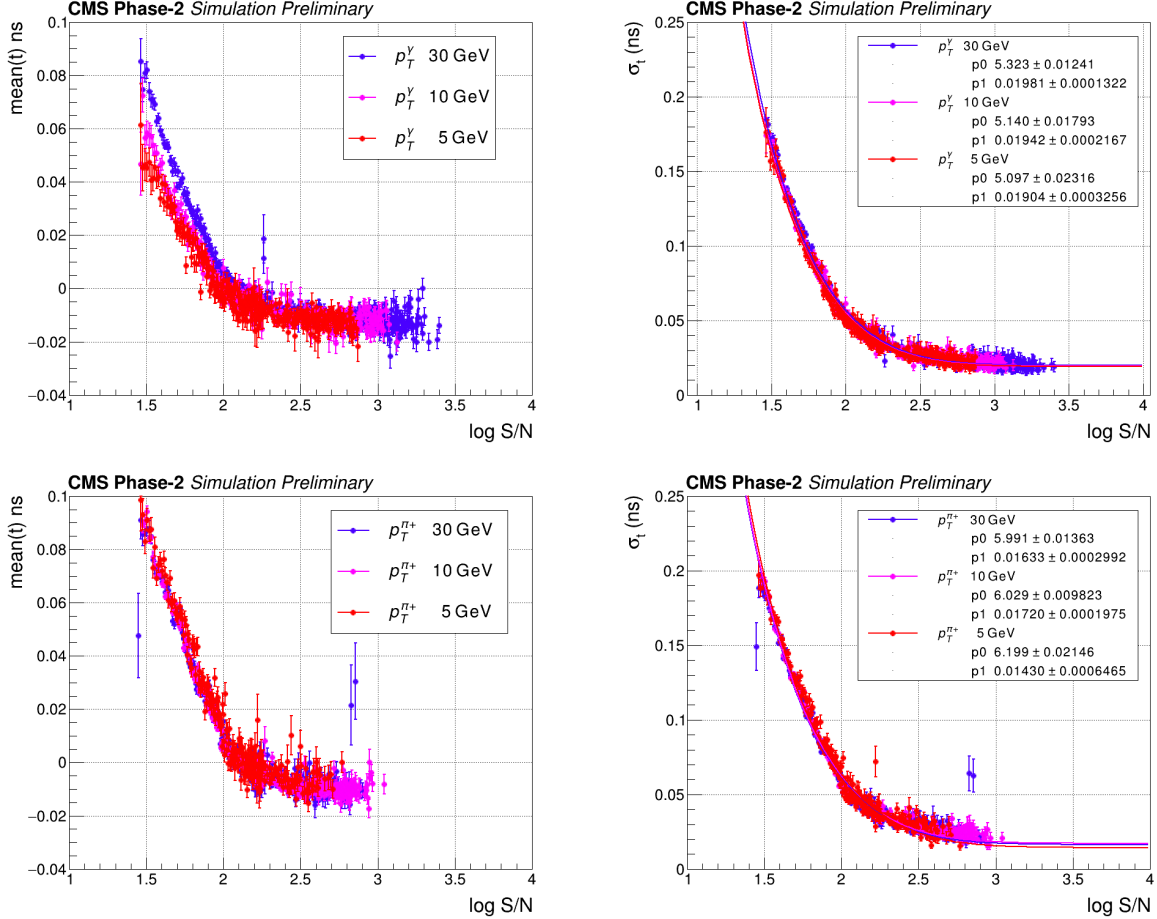 CMS Phase-2 Simulation Preliminary
mean(t) ns
0.1
0.08
0.06
0.04
0.02
0
−0.02
−0.04
1
1.5
2
2.5
3
3.5
4
log S/N
p_T^γ 30 GeV
p_T^γ 10 GeV
p_T^γ 5 GeV
CMS Phase-2 Simulation Preliminary
σ_t (ns)
0.25
0.2
0.15
0.1
0.05
0
1
1.5
2
2.5
3
3.5
4
log S/N
p_T^γ 30 GeV
p0 5.323 ± 0.01241
p1 0.01981 ± 0.0001322
p_T^γ 10 GeV
p0 5.140 ± 0.01793
p1 0.01942 ± 0.0002167
p_T^γ 5 GeV
p0 5.097 ± 0.02316
p1 0.01904 ± 0.0003256
CMS Phase-2 Simulation Preliminary
mean(t) ns
0.1
0.08
0.06
0.04
0.02
0
−0.02
−0.04
1
1.5
2
2.5
3
3.5
4
log S/N
p_T^π+ 30 GeV
p_T^π+ 10 GeV
p_T^π+ 5 GeV
CMS Phase-2 Simulation Preliminary
σ_t (ns)
0.25
0.2
0.15
0.1
0.05
0
1
1.5
2
2.5
3
3.5
4
log S/N
p_T^π+ 30 GeV
p0 5.991 ± 0.01363
p1 0.01633 ± 0.0002992
p_T^π+ 10 GeV
p0 6.029 ± 0.009823
p1 0.01720 ± 0.0001975
p_T^π+ 5 GeV
p0 6.199 ± 0.02146
p1 0.01430 ± 0.0006465